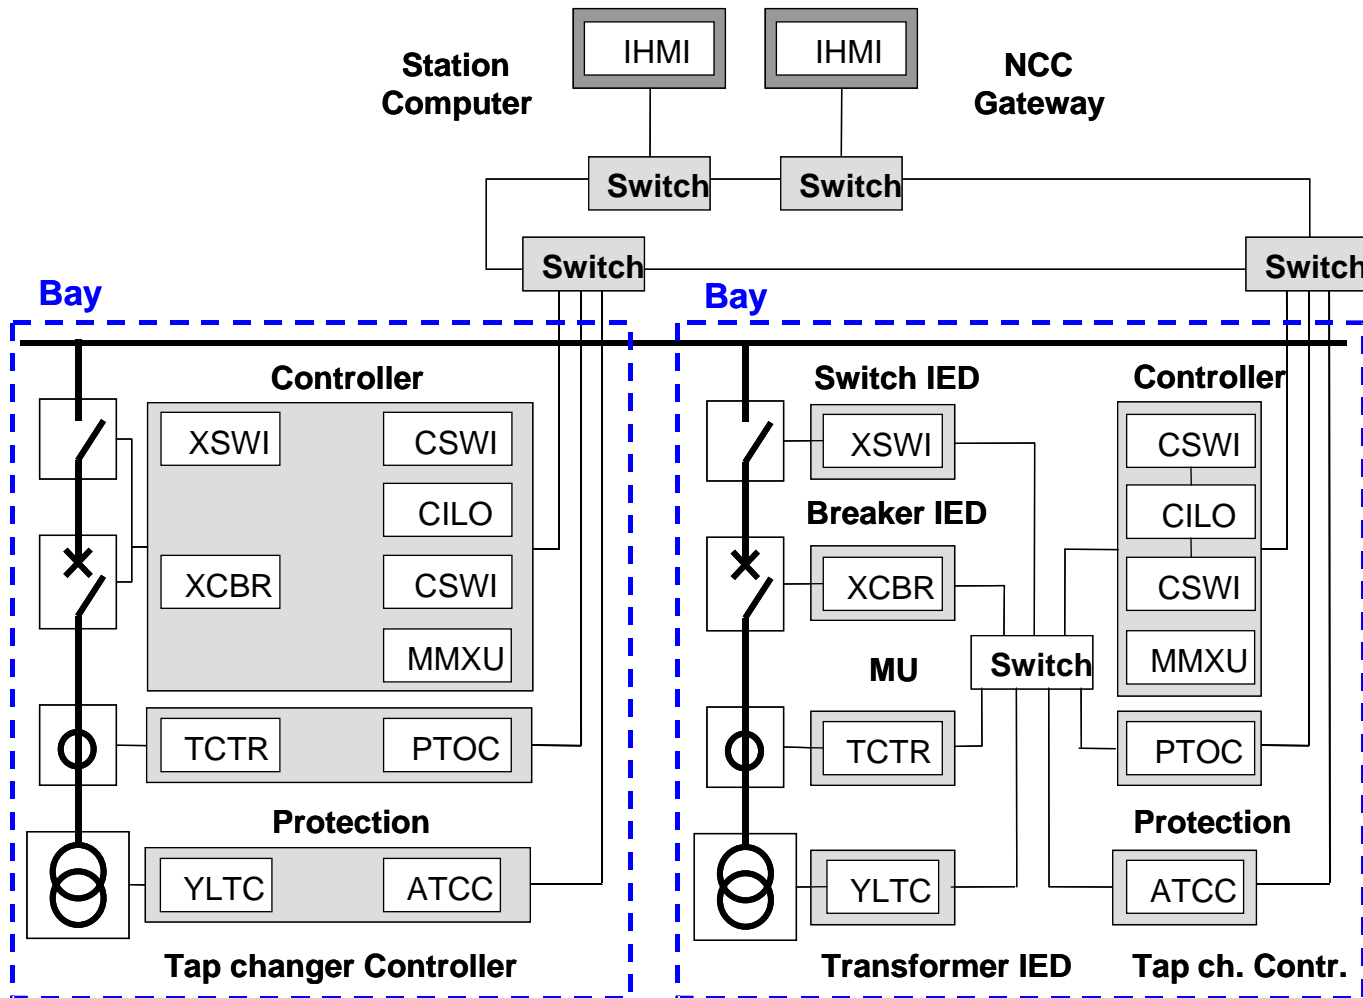 Station
Computer
IHMI
IHMI
NCC
Gateway
Switch
Switch
Switch
Switch
Bay
Controller
XSWI
CSWI
CILO
XCBR
CSWI
MMXU
TCTR
PTOC
Protection
YLTC
ATCC
Tap changer Controller
Bay
Switch IED
XSWI
Breaker IED
XCBR
MU
Switch
TCTR
YLTC
Transformer IED
Controller
CSWI
CILO
CSWI
MMXU
PTOC
Protection
ATCC
Tap ch. Contr.